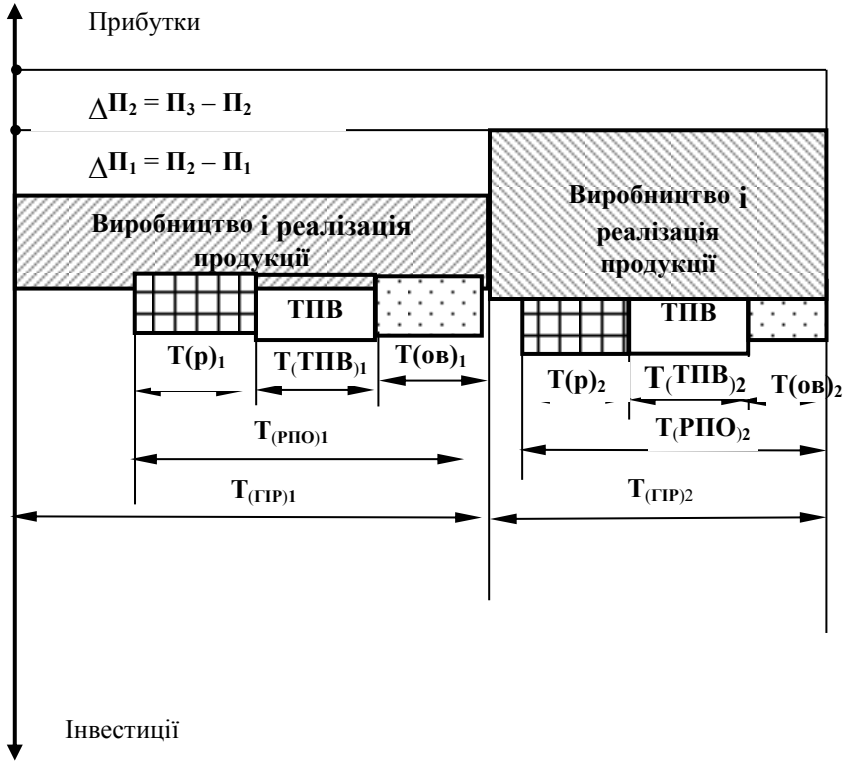 Прибутки
ΔП₂ = П₃ – П₂
ΔП₁ = П₂ – П₁
Виробництво і реалізація
продукції
Виробництво і
реалізація
продукції
ТПВ
ТПВ
Т(р)₁
Т(ТПВ)1
Т(ов)₁
Т(р)₂
Т(ТПВ)2
Т(ов)₂
Т(РПО)1
Т(РПО)2
Т(ГІР)1
Т(ГІР)2
Інвестиції